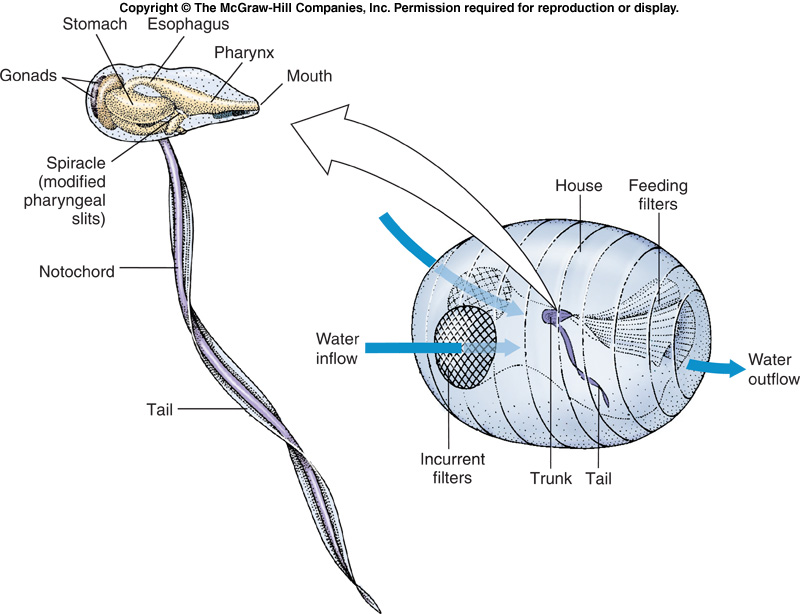 Copyright © The McGraw-Hill Companies, Inc. Permission required for reproduction or display.
Stomach
Esophagus
Pharynx
Gonads
Mouth
Spiracle
(modified
pharyngeal
slits)
House
Feeding
filters
Notochord
Water
inflow
Water
outflow
Tail
Incurrent
filters
Trunk
Tail